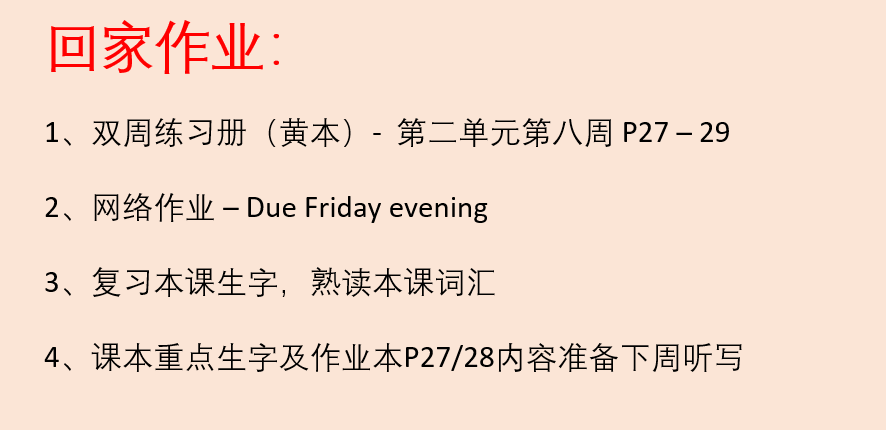 回家作业：
1、双周练习册（黄本）- 第二单元第八周 P27 – 29
2、网络作业 – Due Friday evening
3、复习本课生字，熟读本课词汇
4、课本重点生字及作业本P27/28内容准备下周听写